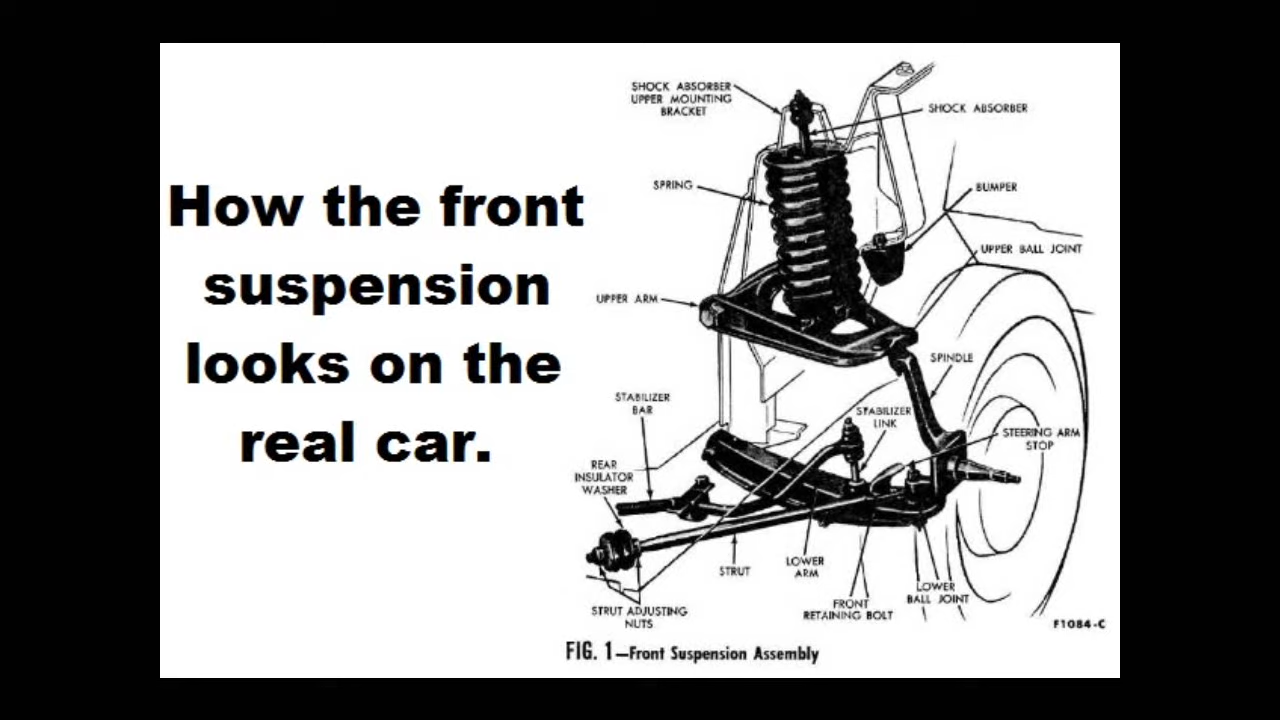 How the front
suspension
looks on the
real car.
SHOCK ABSORBER
UPPER MOUNTING
BRACKET
SHOCK ABSORBER
SPRING
BUMPER
UPPER BALL JOINT
UPPER ARM
SPINDLE
STABILIZER
BAR
STABILIZER
LINK
STEERING ARM
STOP
REAR
INSULATOR
WASHER
STRUT
LOWER
ARM
LOWER
BALL JOINT
FRONT
RETAINING BOLT
STRUT ADJUSTING
NUTS
F1084-C
FIG. 1—Front Suspension Assembly